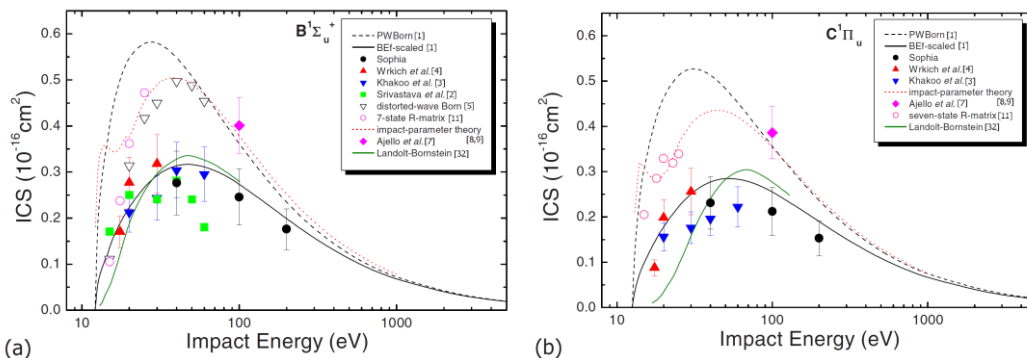 B¹Σᵤ⁺
PWBorn [1]
BEf-scaled [1]
Sophia
Wrkich et al.[4]
Khakoo et al.[3]
Srivastava et al.[2]
distorted-wave Born [5]
7-state R-matrix [11]
impact-parameter theory
[8,9]
Ajello et al.[7]
Landolt-Bornstein [32]
ICS (10⁻¹⁶cm²)
0.6
0.5
0.4
0.3
0.2
0.1
0.0
10
100
1000
Impact Energy (eV)
(a)
C¹Πᵤ
PWBorn [1]
BEf-scaled [1]
Sophia
Wrkich et al.[4]
Khakoo et al.[3]
impact-parameter theory
[8,9]
Ajello et al.[7]
seven-state R-matrix [11]
Landolt-Bornstein [32]
ICS (10⁻¹⁶cm²)
0.6
0.5
0.4
0.3
0.2
0.1
0.0
10
100
1000
Impact Energy (eV)
(b)